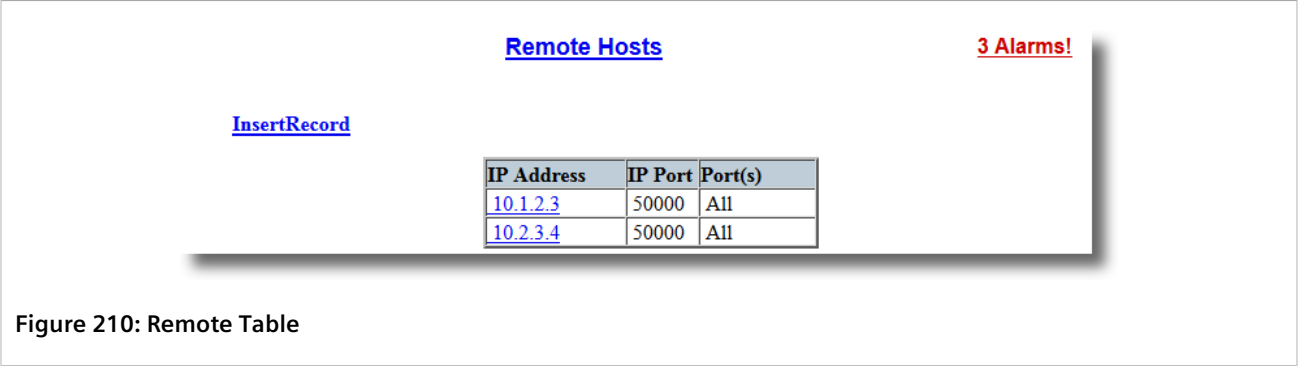 Remote Hosts 3 Alarms!
InsertRecord
IP Address IP Port Port(s)
10.1.2.3 50000 All
10.2.3.4 50000 All
Figure 210: Remote Table